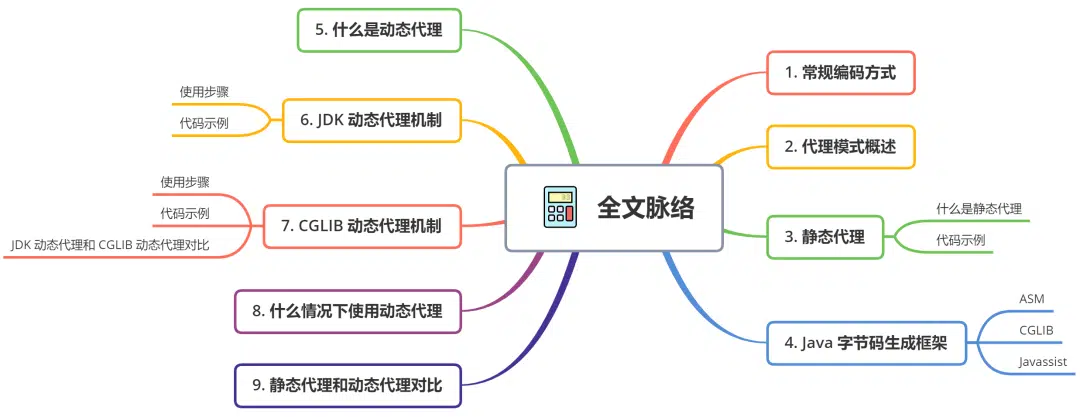 全文脉络
1. 常规编码方式
2. 代理模式概述
3. 静态代理
什么是静态代理
代码示例
4. Java 字节码生成框架
ASM
CGLIB
Javassist
5. 什么是动态代理
6. JDK 动态代理机制
使用步骤
代码示例
7. CGLIB 动态代理机制
使用步骤
代码示例
JDK 动态代理和 CGLIB 动态代理对比
8. 什么情况下使用动态代理
9. 静态代理和动态代理对比